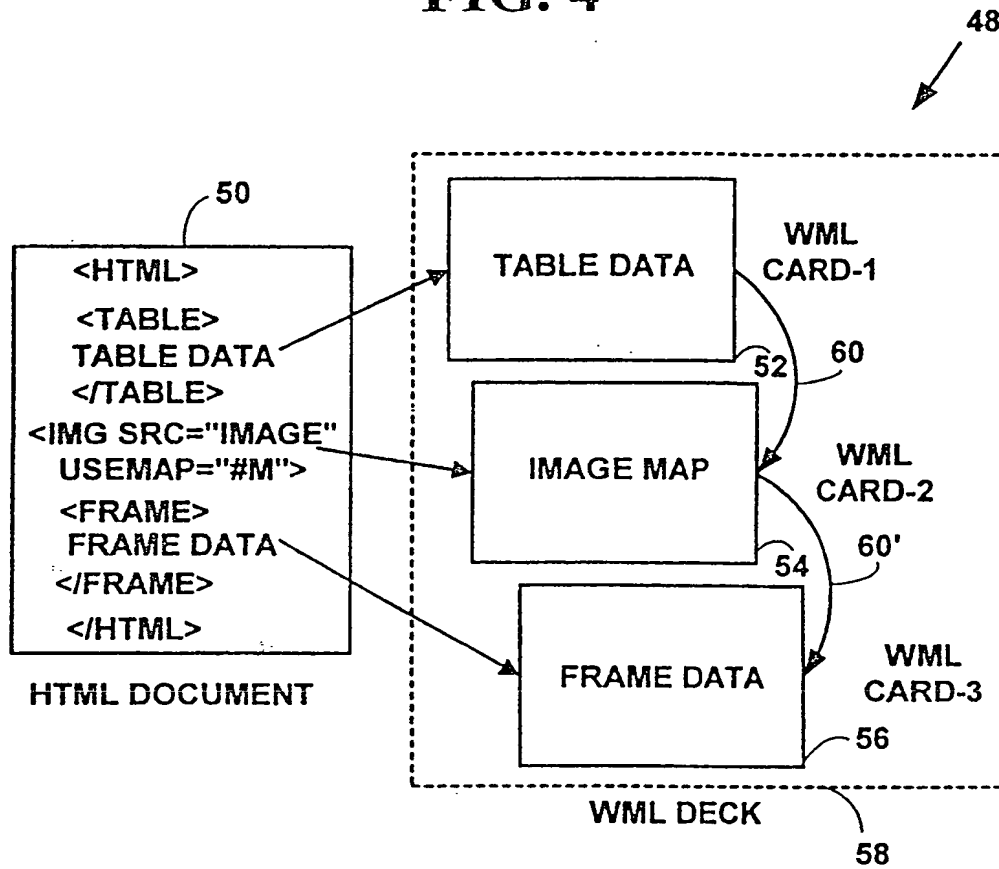 FIG. 4
48
50
<HTML>
<TABLE>
TABLE DATA
</TABLE>
<IMG SRC="IMAGE"
USEMAP="#M">
<FRAME>
FRAME DATA
</FRAME>
</HTML>
HTML DOCUMENT
TABLE DATA
WML
CARD-1
52
60
IMAGE MAP
WML
CARD-2
54
60'
FRAME DATA
WML
CARD-3
56
WML DECK
58